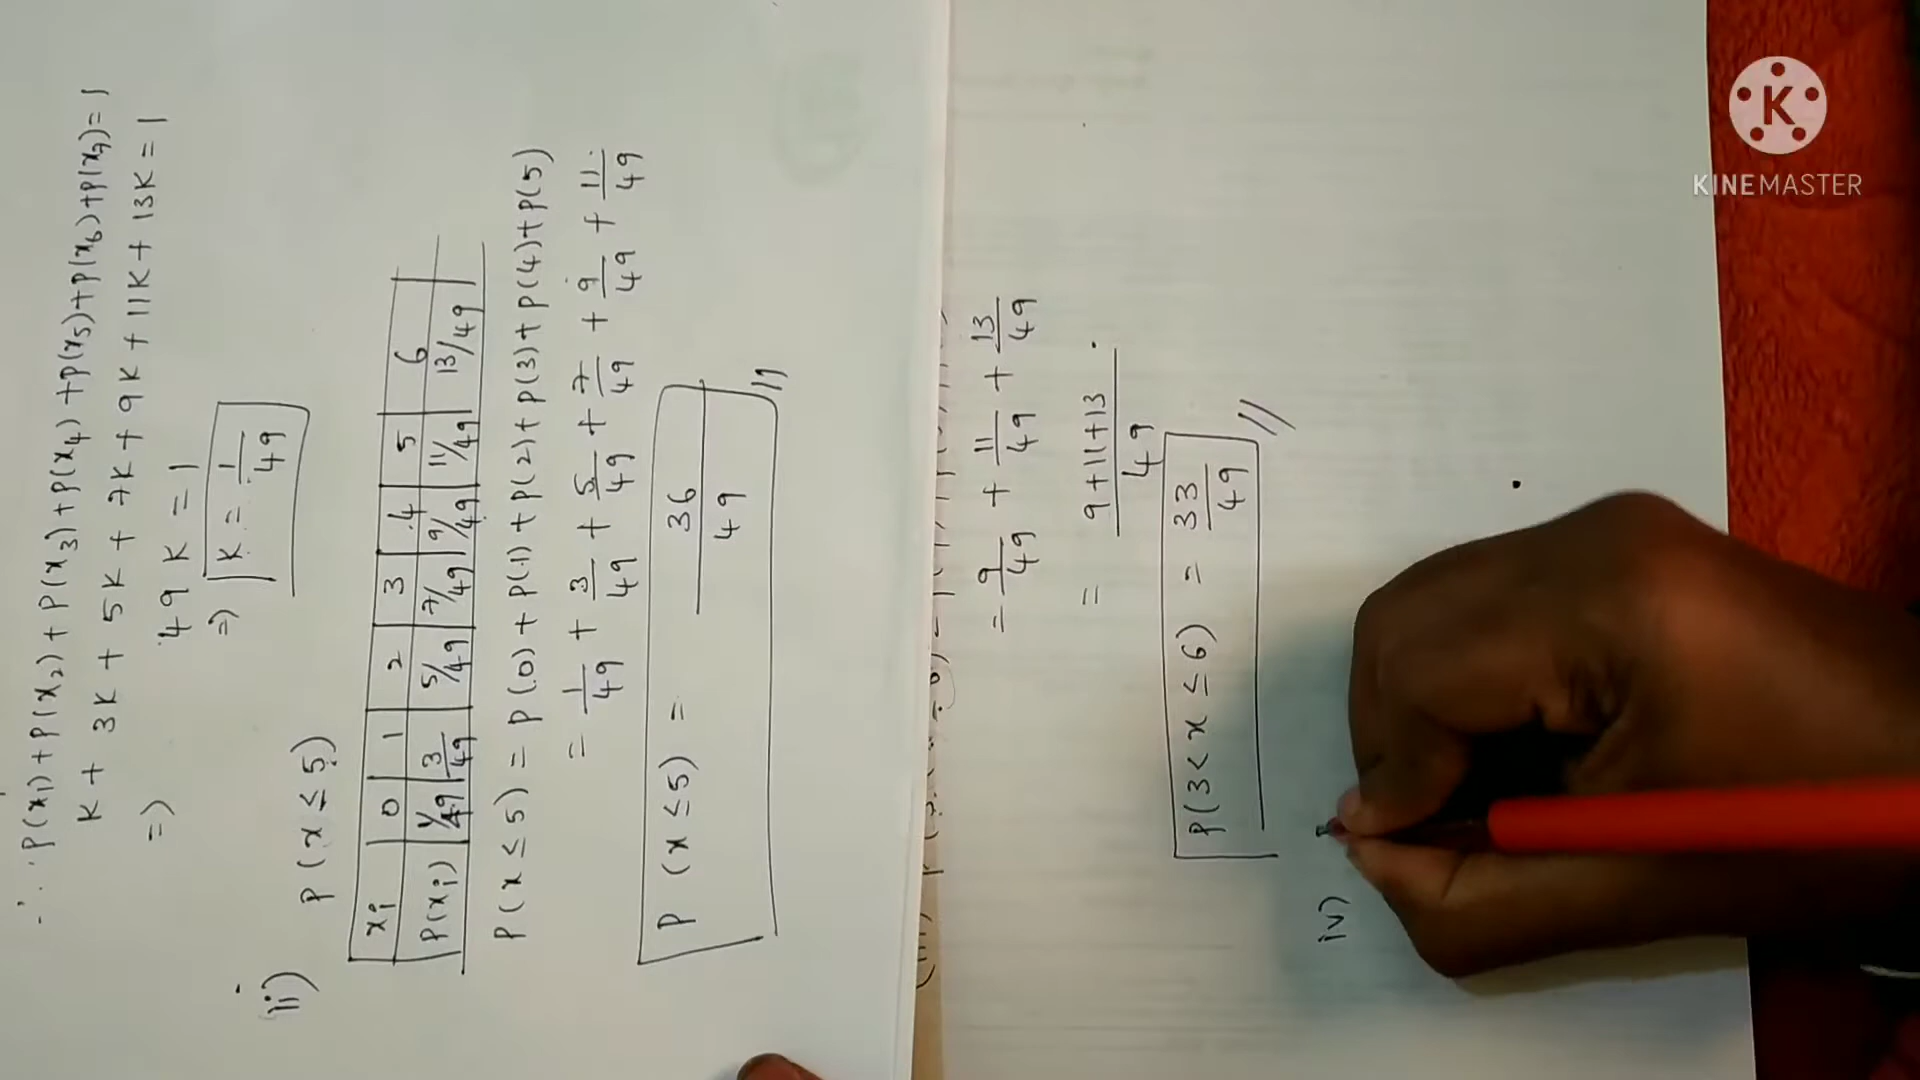 ∴ P(x₁)+P(x₂)+P(x₃)+P(x₄)+P(x₅)+P(x₆)+P(x₇)=1
K + 3K + 5K + 7K + 9K + 11K + 13K = 1
⇒ 49K = 1
⇒ K = 1/49
ii) P(x ≤ 5)
xi 0 1 2 3 4 5 6
P(xi) 1/49 3/49 5/49 7/49 9/49 11/49 13/49
P(x ≤ 5) = P(0)+P(1)+P(2)+P(3)+P(4)+P(5)
= 1/49 + 3/49 + 5/49 + 7/49 + 9/49 + 11/49
P(x ≤ 5) = 36/49
= 9/49 + 11/49 + 13/49
= 9+11+13/49
P(3 < x ≤ 6) = 33/49
iv)
KINEMASTER